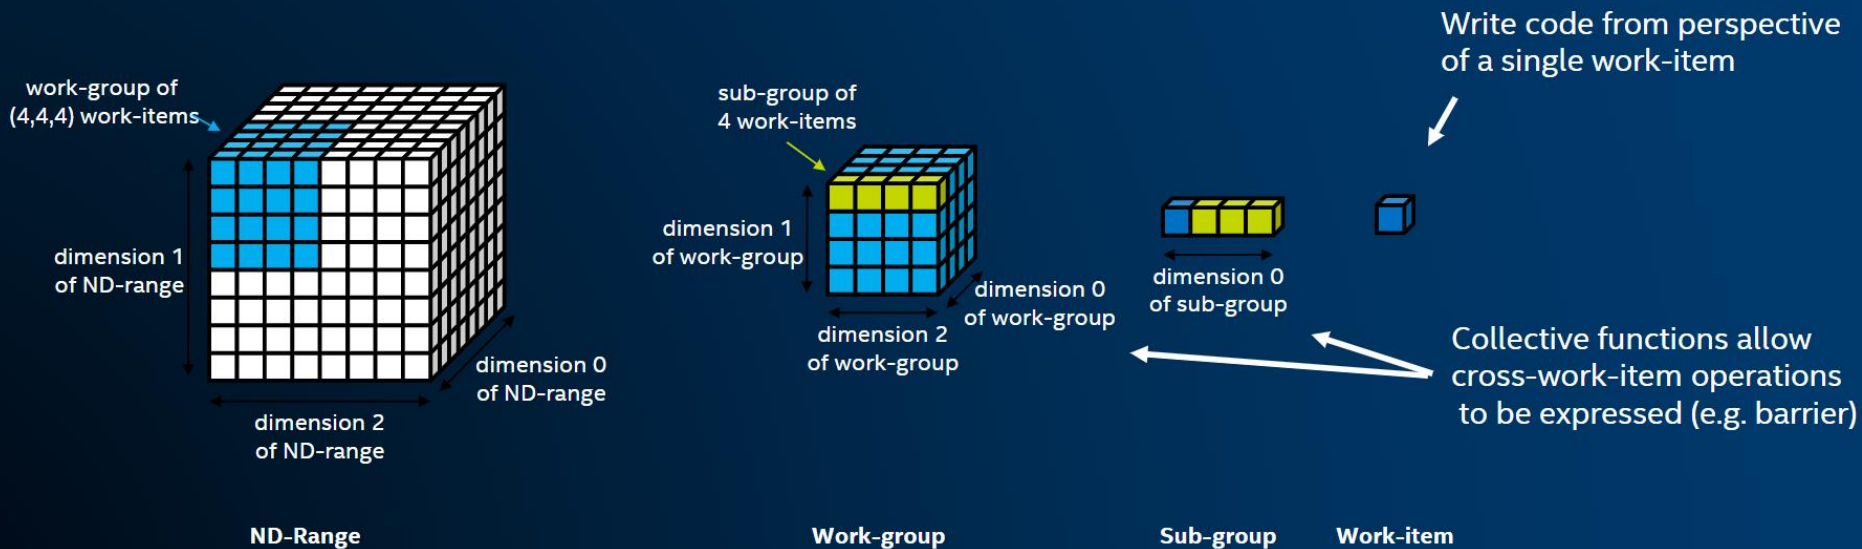 Write code from perspective
of a single work-item
work-group of
(4,4,4) work-items
sub-group of
4 work-items
dimension 1
of ND-range
dimension 0
of ND-range
dimension 2
of ND-range
dimension 1
of work-group
dimension 0
of work-group
dimension 2
of work-group
dimension 0
of sub-group
Collective functions allow
cross-work-item operations
to be expressed (e.g. barrier)
ND-Range
Work-group
Sub-group
Work-item